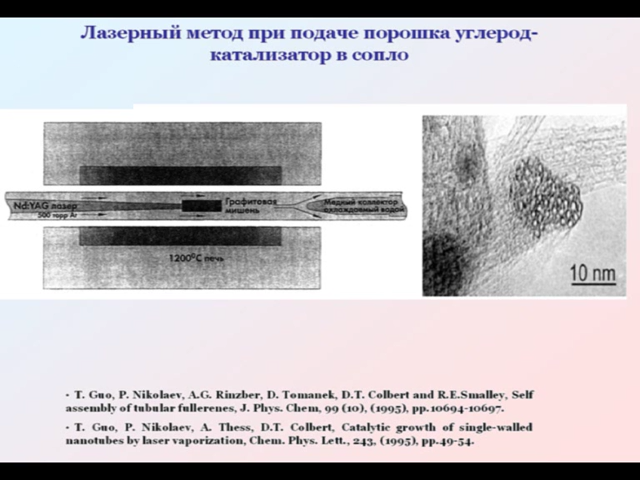 Лазерный метод при подаче порошка углерод-
катализатор в сопло
Nd:YAG лазер
500 торр Ar
Графитовая
мишень
Медный коллектор
охлаждаемый водой
1200°C печь
10 nm
· T. Guo, P. Nikolaev, A.G. Rinzber, D. Tomanek, D.T. Colbert and R.E.Smalley, Self
assembly of tubular fullerenes, J. Phys. Chem, 99 (10), (1995), pp.10694-10697.
· T. Guo, P. Nikolaev, A. Thess, D.T. Colbert, Catalytic growth of single-walled
nanotubes by laser vaporization, Chem. Phys. Lett., 243, (1995), pp.49-54.